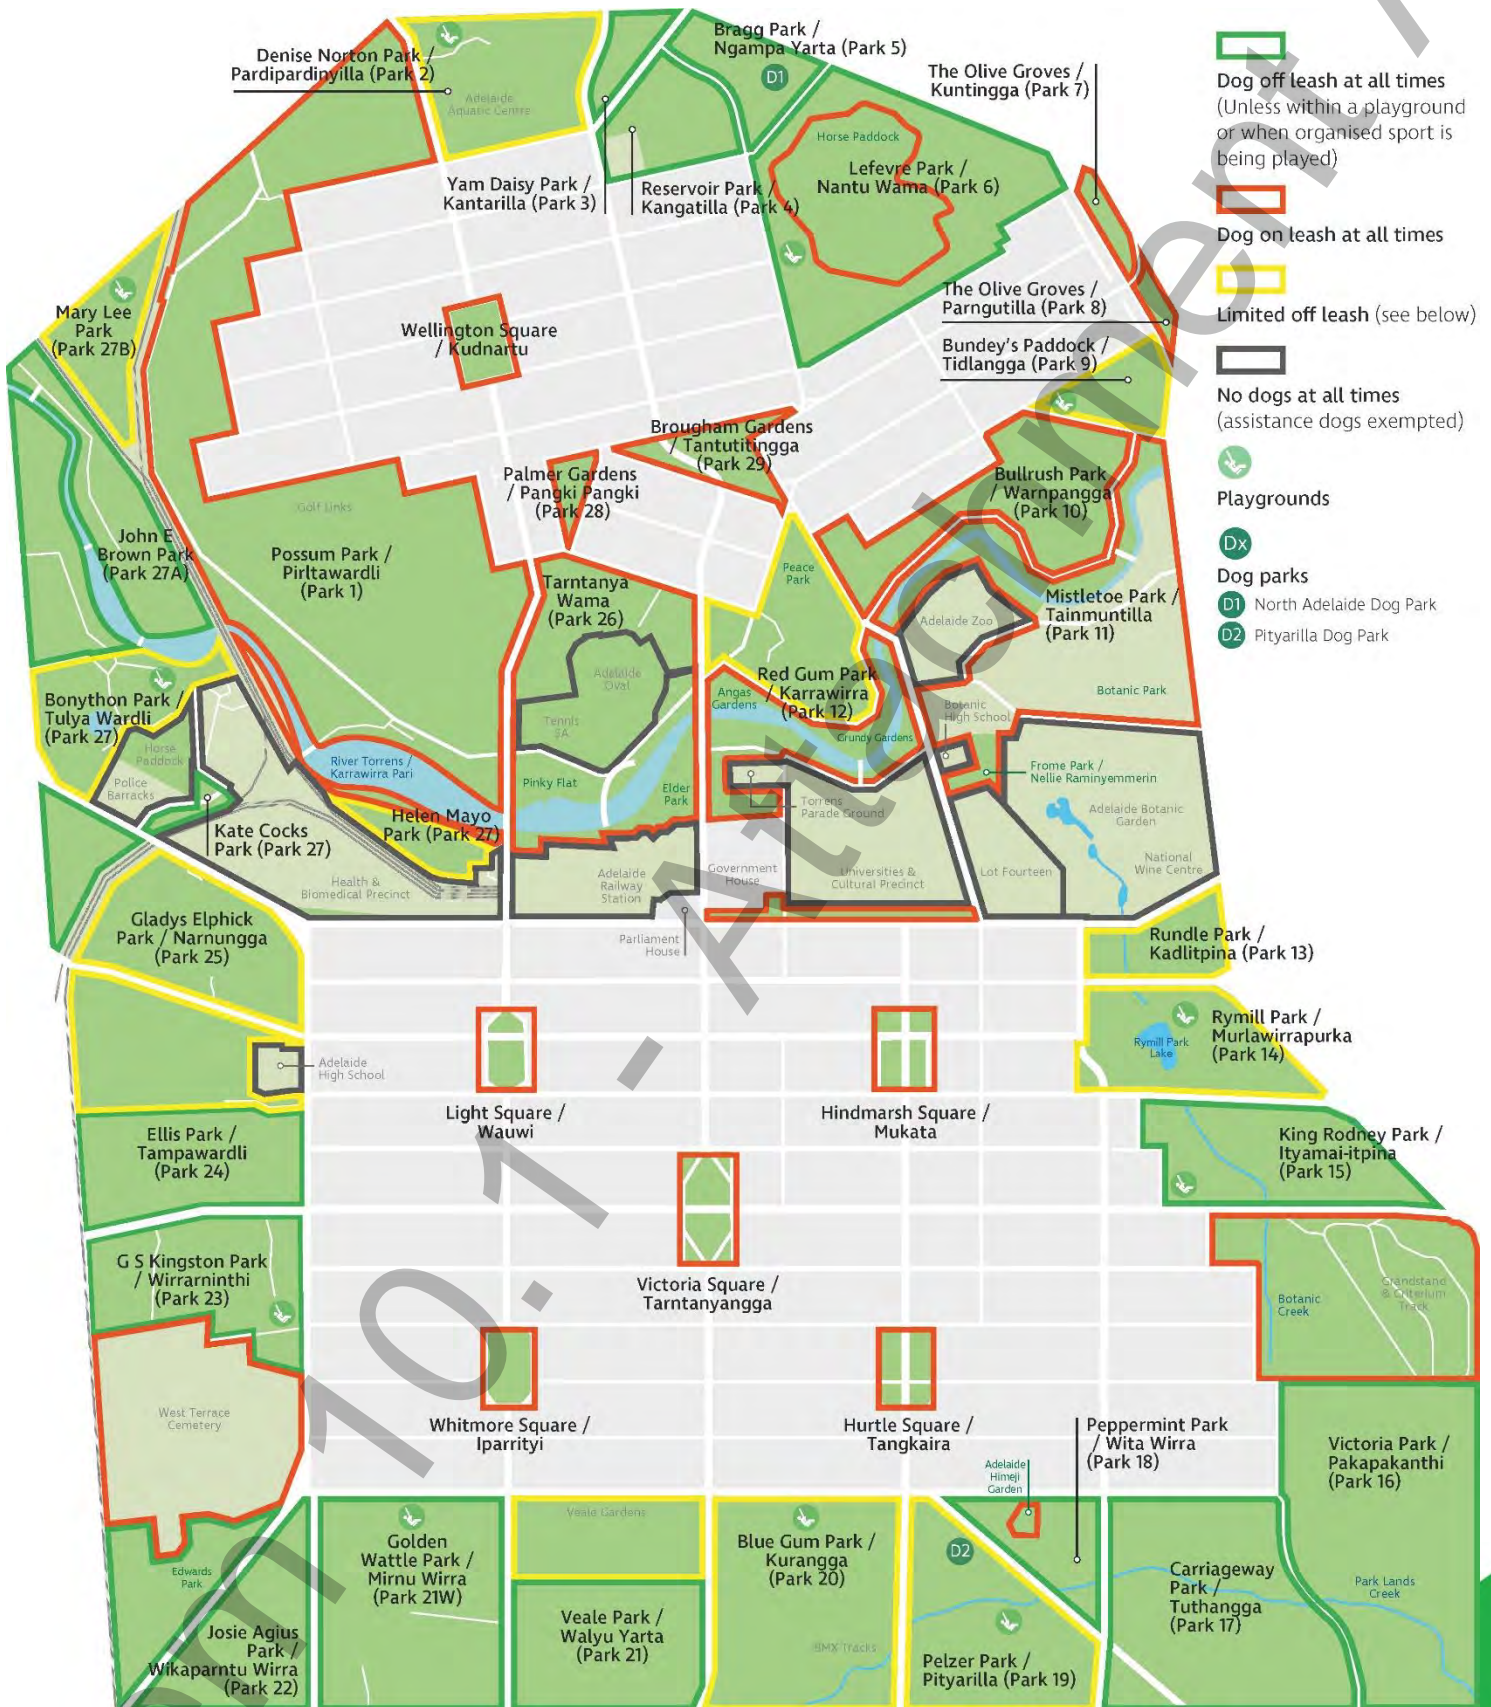 Denise Norton Park /
Pardipardinyilla (Park 2)
Adelaide
Aquatic Centre
Bragg Park /
Ngampa Yarta (Park 5)
D1
The Olive Groves /
Kuntingga (Park 7)
Horse Paddock
Lefevre Park /
Nantu Wama (Park 6)
Yam Daisy Park /
Kantarilla (Park 3)
Reservoir Park /
Kangatilla (Park 4)
Mary Lee
Park
(Park 27B)
Wellington Square
/ Kudnartu
The Olive Groves /
Parngutilla (Park 8)
Bundey's Paddock /
Tidlangga (Park 9)
Brougham Gardens
/ Tantutitingga
(Park 29)
Palmer Gardens
/ Pangki Pangki
(Park 28)
Bullrush Park
/ Warnpangga
(Park 10)
Golf Links
John E
Brown Park
(Park 27A)
Possum Park /
Pirltawardli
(Park 1)
Tarntanya
Wama
(Park 26)
Peace
Park
Adelaide Zoo
Mistletoe Park /
Tainmuntilla
(Park 11)
Adelaide
Oval
Tennis
SA
Red Gum Park
/ Karrawirra
(Park 12)
Angas
Gardens
Botanic Park
Botanic
High School
Grundy Gardens
Bonython Park /
Tulya Wardli
(Park 27)
Horse
Paddock
Police
Barracks
River Torrens /
Karrawirra Pari
Pinky Flat
Elder
Park
Frome Park /
Nellie Raminyemmerin
Torrens
Parade Ground
Adelaide Botanic
Garden
Kate Cocks
Park (Park 27)
Helen Mayo
Park (Park 27)
Health &
Biomedical Precinct
Adelaide
Railway
Station
Government
House
Universities &
Cultural Precinct
Lot Fourteen
National
Wine Centre
Parliament
House
Gladys Elphick
Park / Narnungga
(Park 25)
Rundle Park /
Kadlitpina (Park 13)
Rymill Park
Lake
Rymill Park /
Murlawirrapurka
(Park 14)
Adelaide
High School
Light Square /
Wauwi
Hindmarsh Square /
Mukata
Ellis Park /
Tampawardli
(Park 24)
King Rodney Park /
Ityamai-itpina
(Park 15)
G S Kingston Park
/ Wirrarninthi
(Park 23)
Victoria Square /
Tarntanyangga
Botanic
Creek
Grandstand
& Criterium
Track
West Terrace
Cemetery
Whitmore Square /
Iparrityi
Hurtle Square /
Tangkaira
Peppermint Park
/ Wita Wirra
(Park 18)
Adelaide
Himeji
Garden
Victoria Park /
Pakapakanthi
(Park 16)
Edwards
Park
Josie Agius
Park /
Wikaparntu Wirra
(Park 22)
Golden
Wattle Park /
Mirnu Wirra
(Park 21W)
Veale Gardens
Veale Park /
Walyu Yarta
(Park 21)
Blue Gum Park /
Kurangga
(Park 20)
BMX Tracks
D2
Pelzer Park /
Pityarilla (Park 19)
Carriageway
Park /
Tuthangga
(Park 17)
Park Lands
Creek
Dog off leash at all times
(Unless within a playground
or when organised sport is
being played)
Dog on leash at all times
Limited off leash (see below)
No dogs at all times
(assistance dogs exempted)
Playgrounds
Dx
Dog parks
D1 North Adelaide Dog Park
D2 Pityarilla Dog Park
10.1 - Attachment